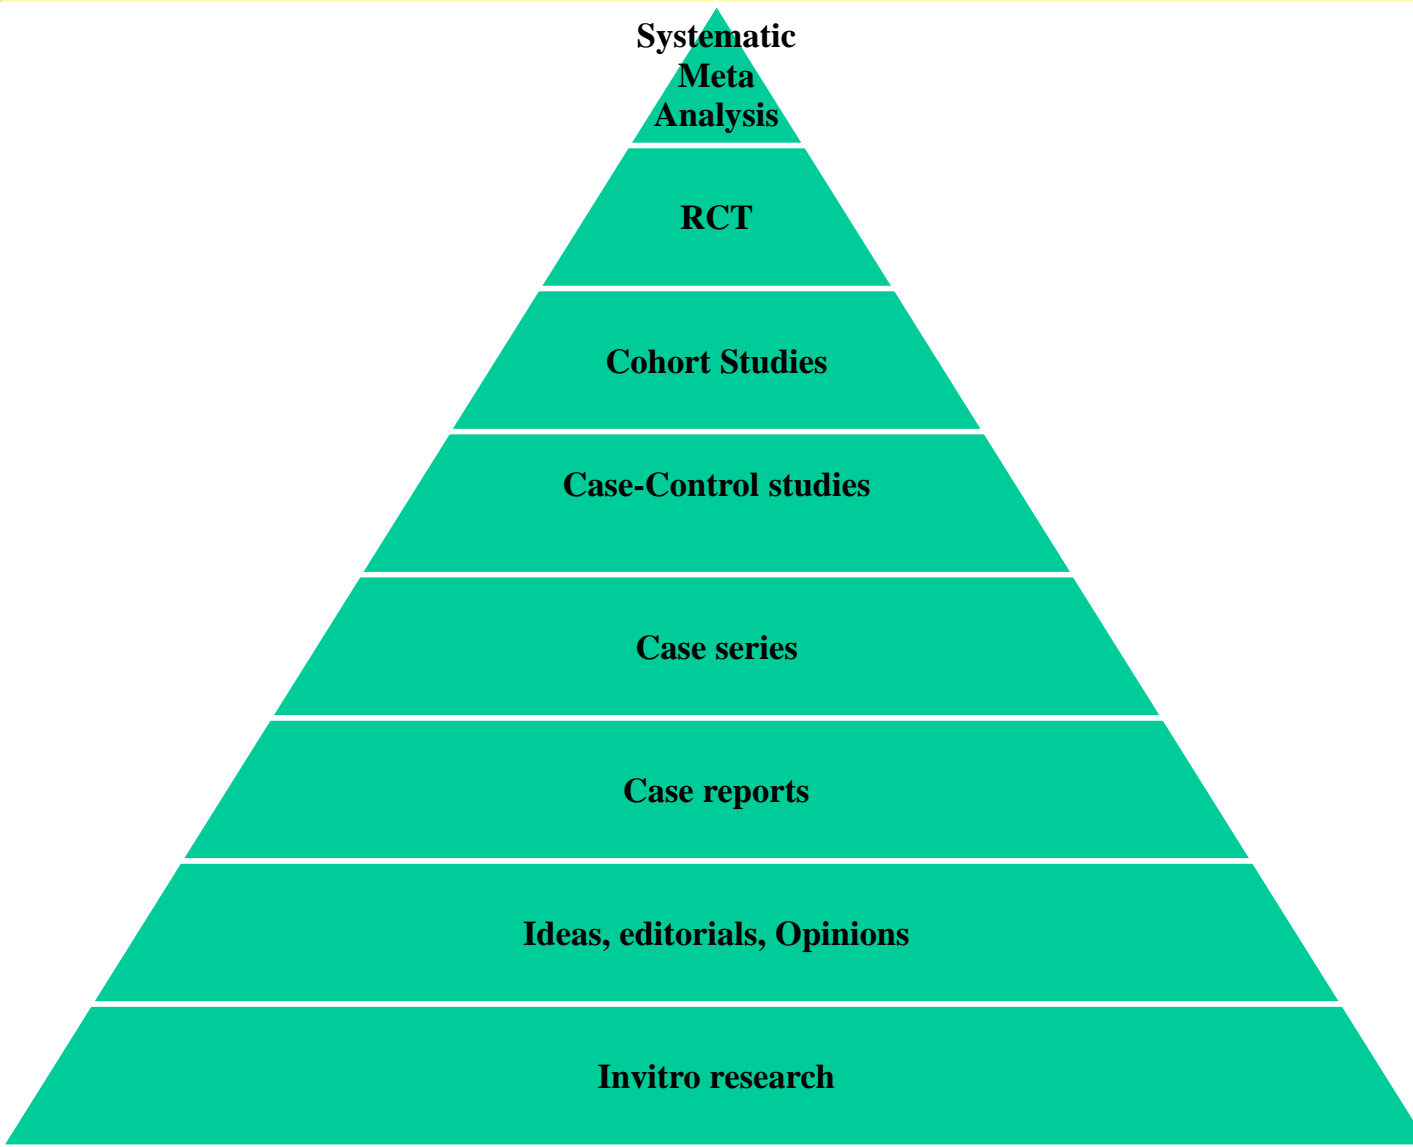 Systematic
Meta
Analysis
RCT
Cohort Studies
Case-Control studies
Case series
Case reports
Ideas, editorials, Opinions
Invitro research